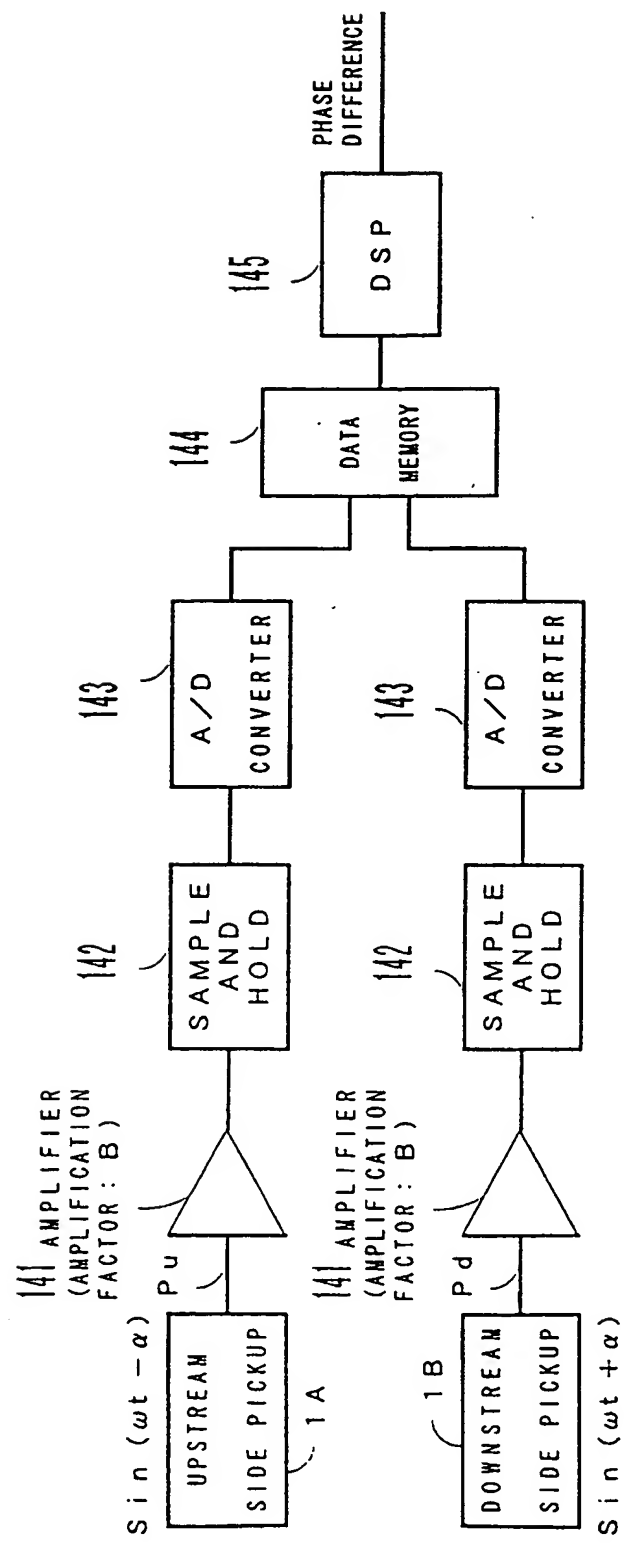 Sin (ωt − α)
UPSTREAM
SIDE PICKUP
1A
Pu
141 AMPLIFIER
(AMPLIFICATION
FACTOR : B)
142
SAMPLE
AND
HOLD
143
A/D
CONVERTER
DOWNSTREAM
SIDE PICKUP
1B
Sin (ωt + α)
Pd
141 AMPLIFIER
(AMPLIFICATION
FACTOR : B)
142
SAMPLE
AND
HOLD
143
A/D
CONVERTER
144
DATA
MEMORY
145
DSP
PHASE
DIFFERENCE